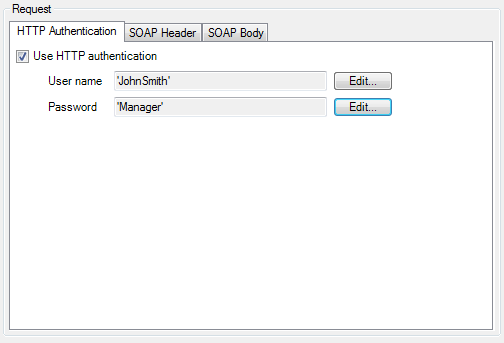 Request
HTTP Authentication SOAP Header SOAP Body
Use HTTP authentication
User name 'JohnSmith' Edit...
Password 'Manager' Edit...